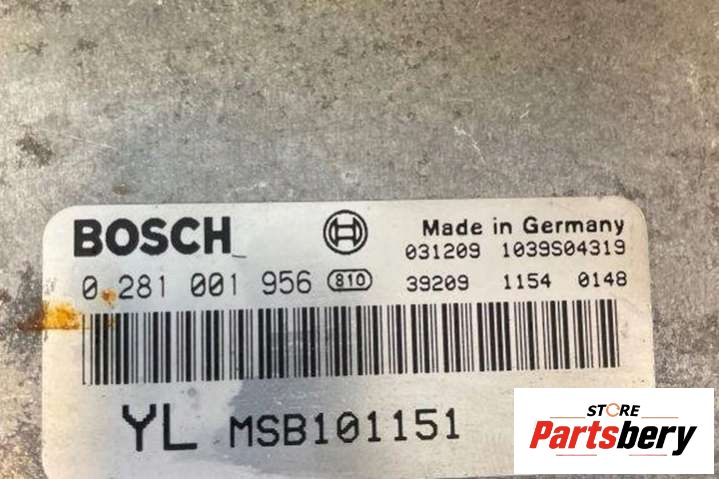 BOSCH Made in Germany
031209 1039S04319
0 281 001 956 810 39209 1154 0148
YL MSB101151
STORE
Partsbery